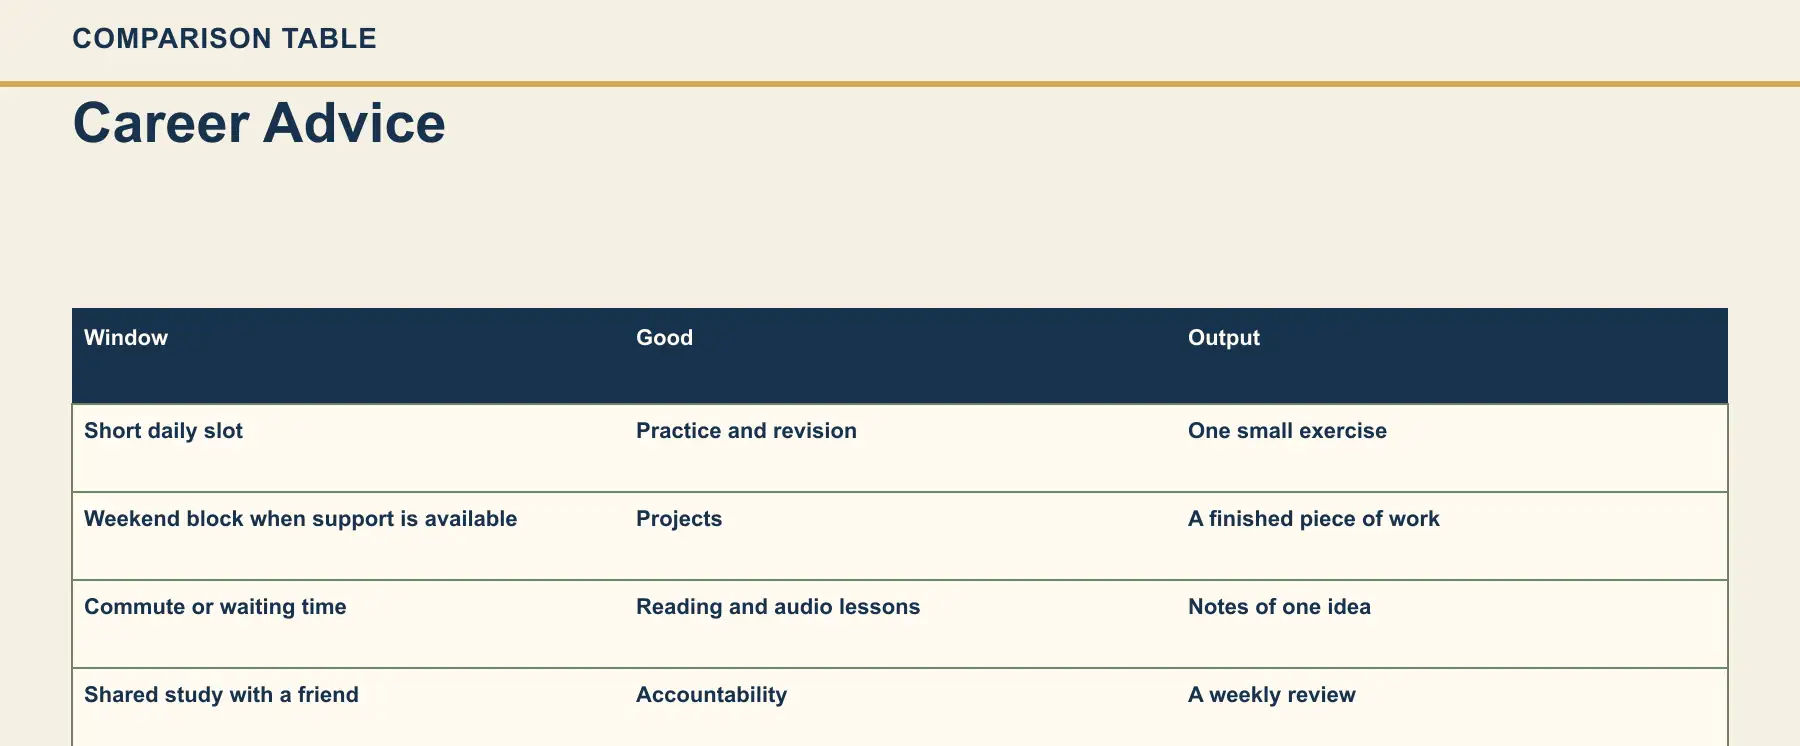 COMPARISON TABLE
Career Advice
Window Good Output
Short daily slot Practice and revision One small exercise
Weekend block when support is available Projects A finished piece of work
Commute or waiting time Reading and audio lessons Notes of one idea
Shared study with a friend Accountability A weekly review